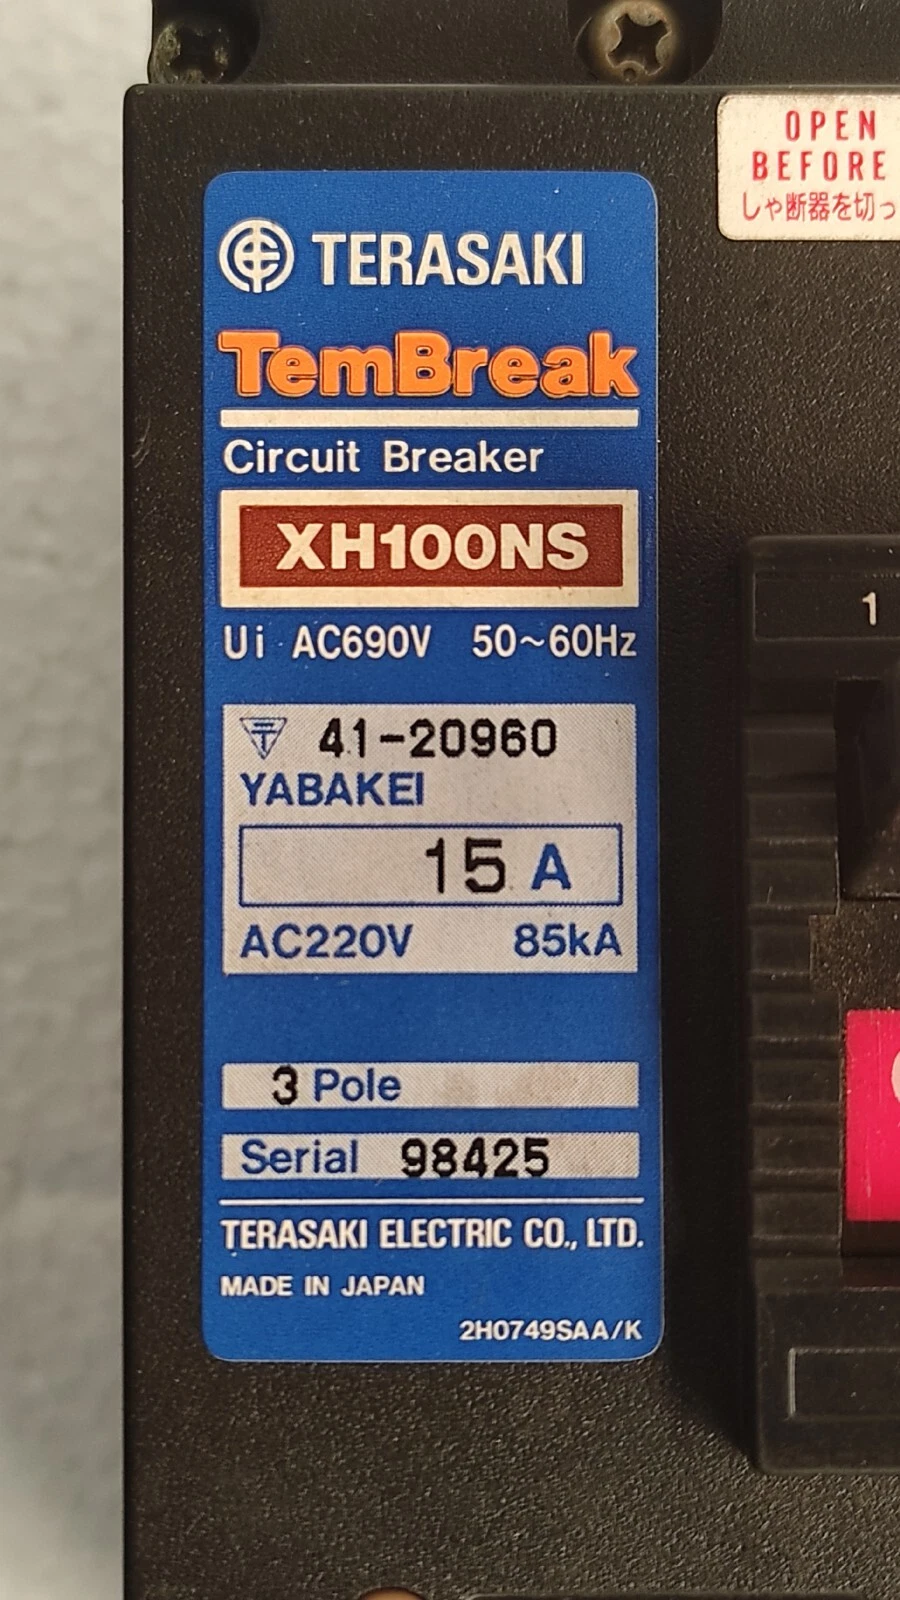 OPEN
BEFORE
しゃ断器を切っ
TERASAKI
TemBreak
Circuit Breaker
XH100NS
Ui AC690V 50~60Hz
41-20960
YABAKEI
15 A
AC220V 85kA
3 Pole
Serial 98425
TERASAKI ELECTRIC CO., LTD.
MADE IN JAPAN
2H0749SAA/K
1